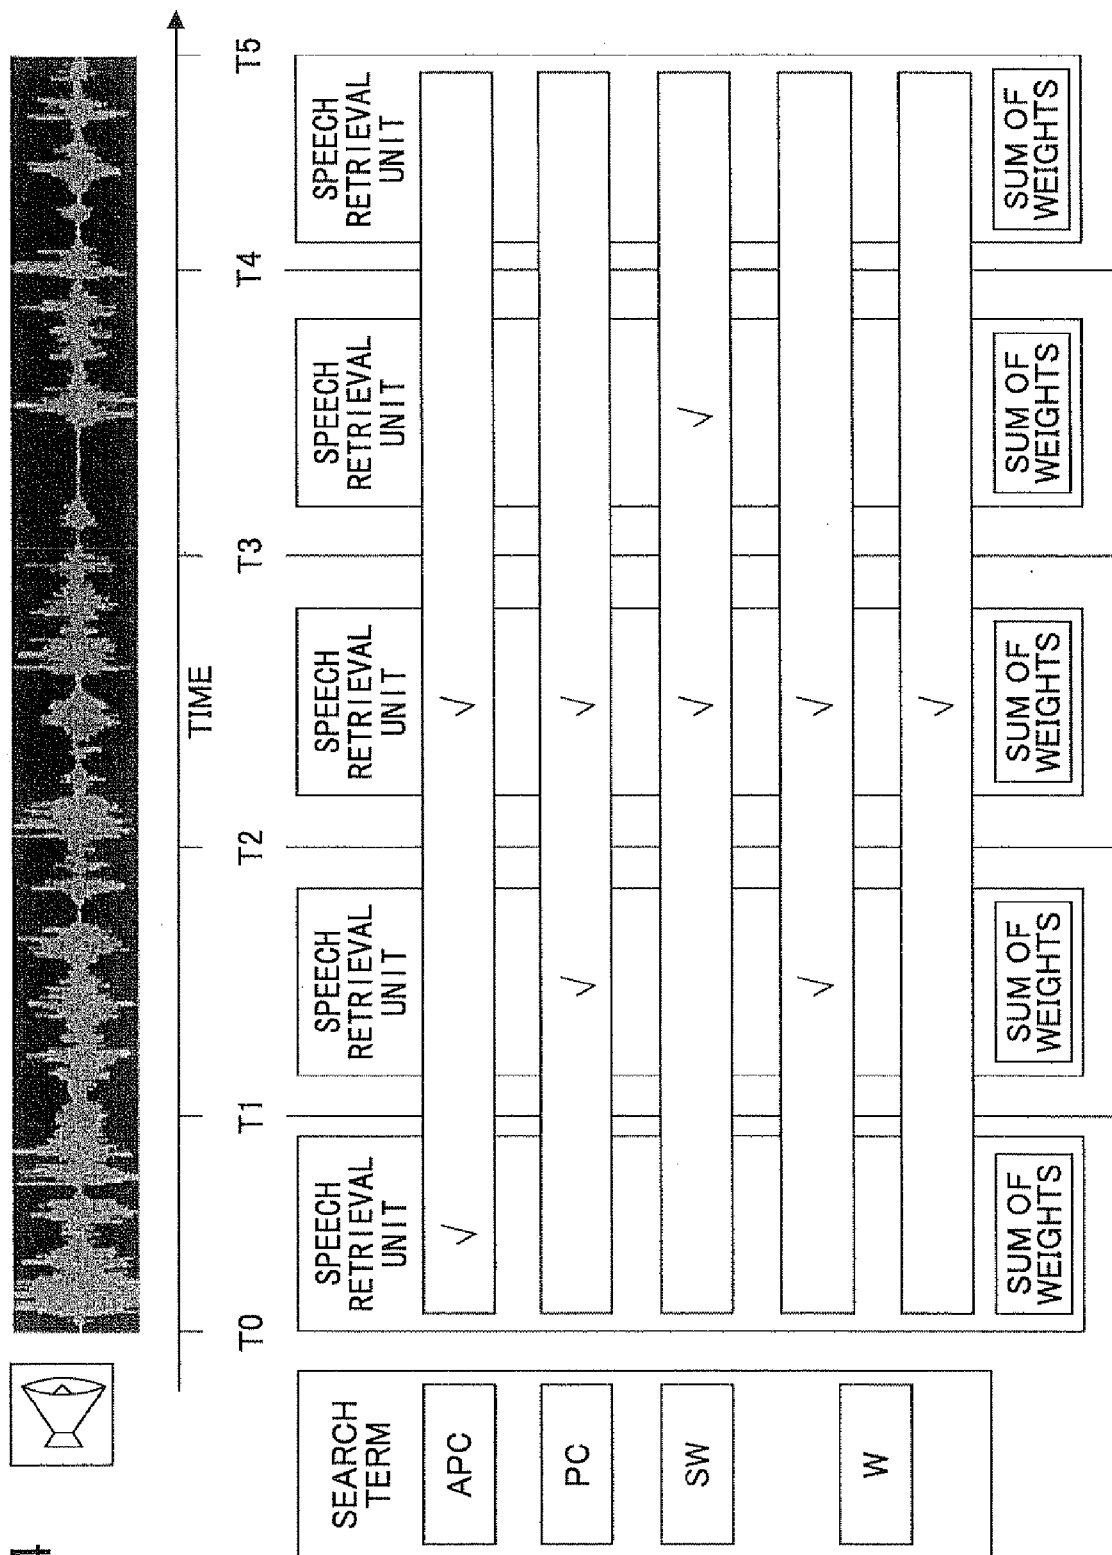 TIME
T0 T1 T2 T3 T4 T5
SEARCH
TERM
SPEECH
RETRIEVAL
UNIT
SPEECH
RETRIEVAL
UNIT
SPEECH
RETRIEVAL
UNIT
SPEECH
RETRIEVAL
UNIT
SPEECH
RETRIEVAL
UNIT
APC √ √
PC √ √
SW √ √
√ √
W
√
SUM OF
WEIGHTS
SUM OF
WEIGHTS
SUM OF
WEIGHTS
SUM OF
WEIGHTS
SUM OF
WEIGHTS